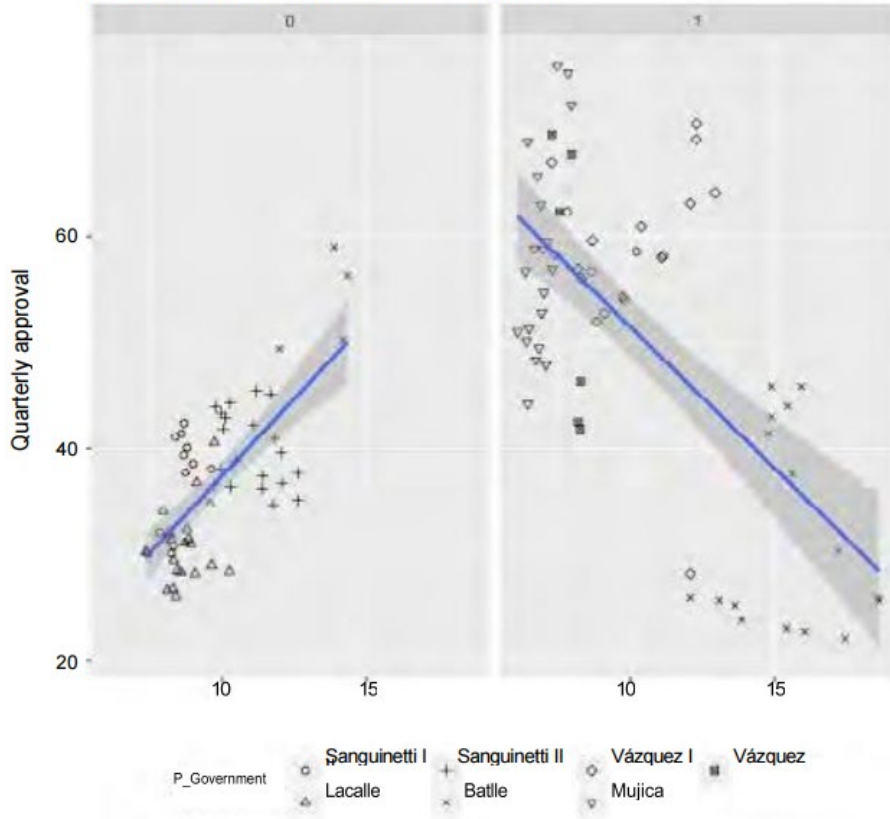 0 1
Quarterly approval
60
40
20
10 15 10 15
P_Government
Sanguinetti I Sanguinetti II Vázquez I Vázquez
Lacalle Batlle Mujica